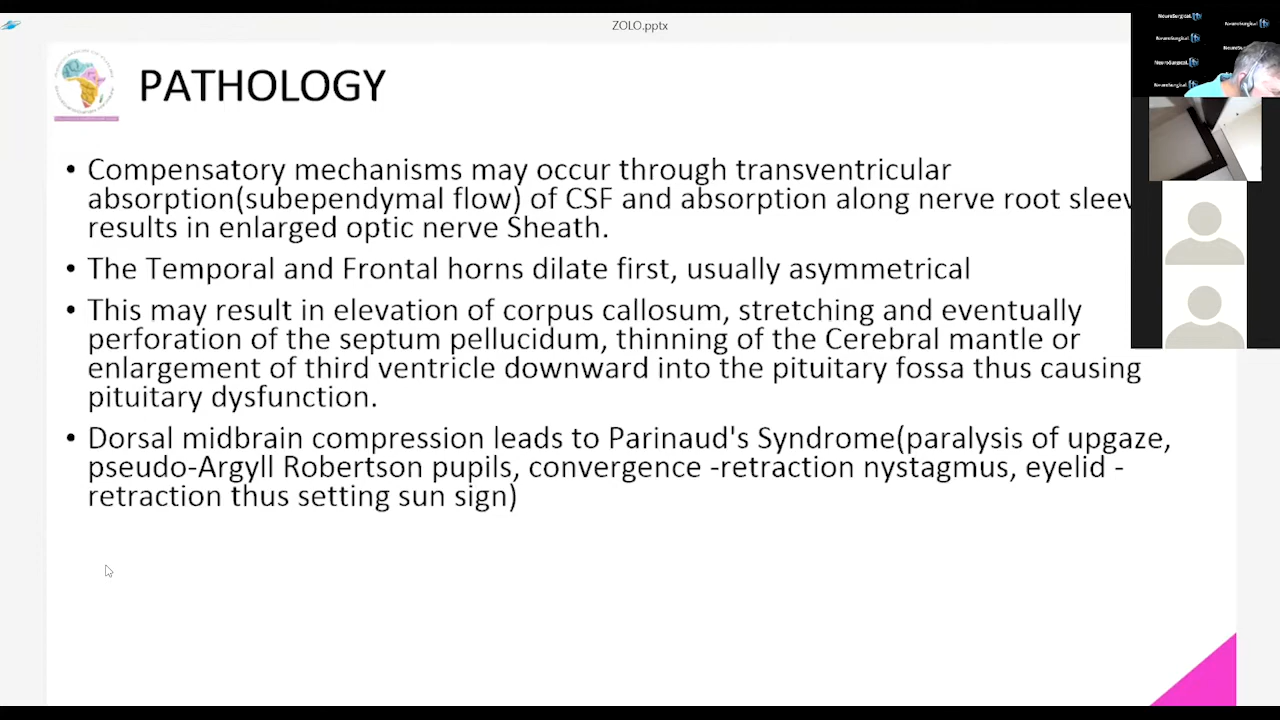 ZOLO.pptx
PATHOLOGY
• Compensatory mechanisms may occur through transventricular
absorption(subependymal flow) of CSF and absorption along nerve root sleev
results in enlarged optic nerve Sheath.
• The Temporal and Frontal horns dilate first, usually asymmetrical
• This may result in elevation of corpus callosum, stretching and eventually
perforation of the septum pellucidum, thinning of the Cerebral mantle or
enlargement of third ventricle downward into the pituitary fossa thus causing
pituitary dysfunction.
• Dorsal midbrain compression leads to Parinaud's Syndrome(paralysis of upgaze,
pseudo-Argyll Robertson pupils, convergence -retraction nystagmus, eyelid -
retraction thus setting sun sign)